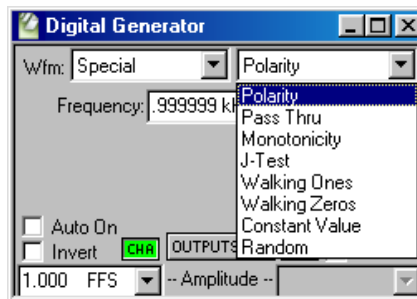 Digital Generator
Wfm: Special Polarity
Frequency: .999999 kH
Polarity
Pass Thru
Monotonicity
J-Test
Walking Ones
Walking Zeros
Constant Value
Random
Auto On
Invert CHA OUTPUTS
1.000 FFS -- Amplitude --